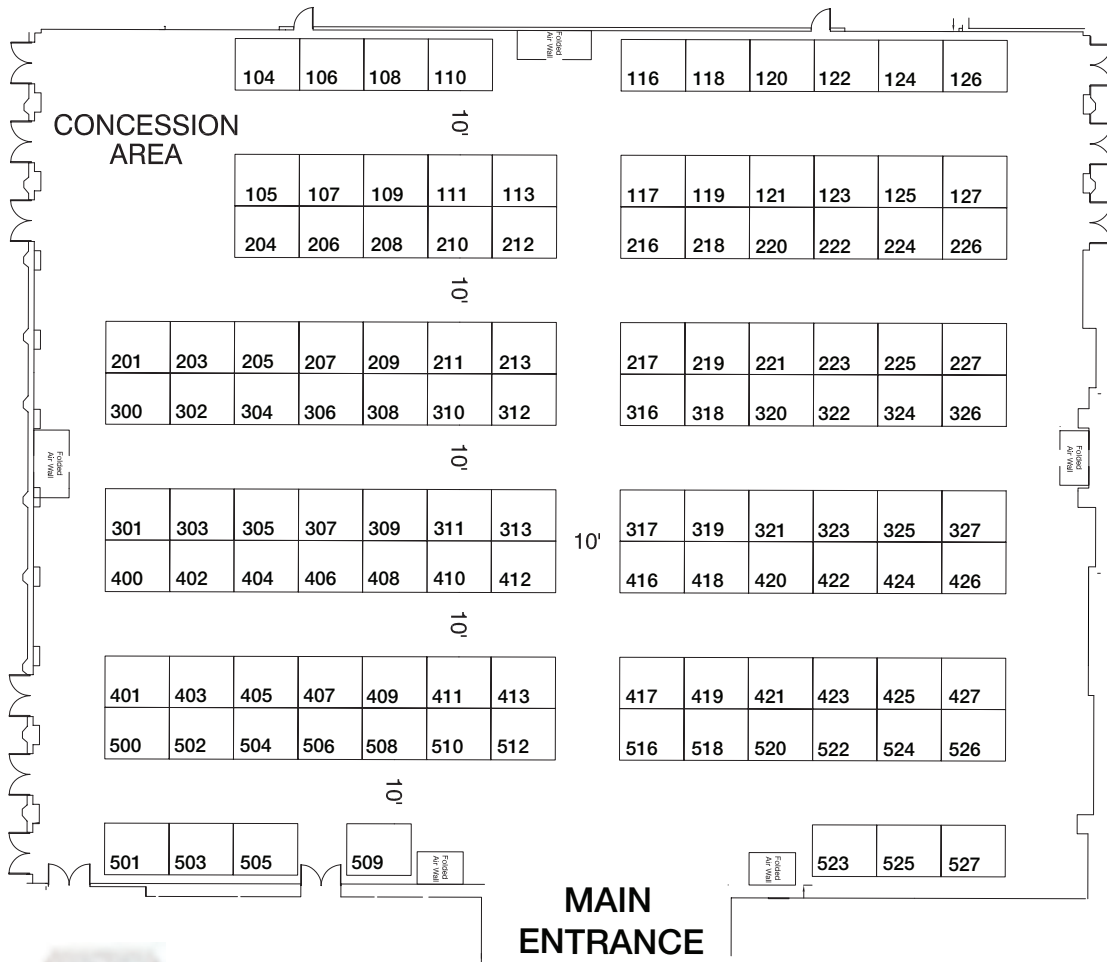 Folded
Air Wall
104 106 108 110 116 118 120 122 124 126
10'
CONCESSION
AREA
105 107 109 111 113 117 119 121 123 125 127
204 206 208 210 212 216 218 220 222 224 226
10'
201 203 205 207 209 211 213 217 219 221 223 225 227
300 302 304 306 308 310 312 316 318 320 322 324 326
Folded
Air Wall
10'
Folded
Air Wall
301 303 305 307 309 311 313 317 319 321 323 325 327
10'
400 402 404 406 408 410 412 416 418 420 422 424 426
10'
401 403 405 407 409 411 413 417 419 421 423 425 427
500 502 504 506 508 510 512 516 518 520 522 524 526
10'
501 503 505 509 523 525 527
Folded
Air Wall
Folded
Air Wall
MAIN
ENTRANCE